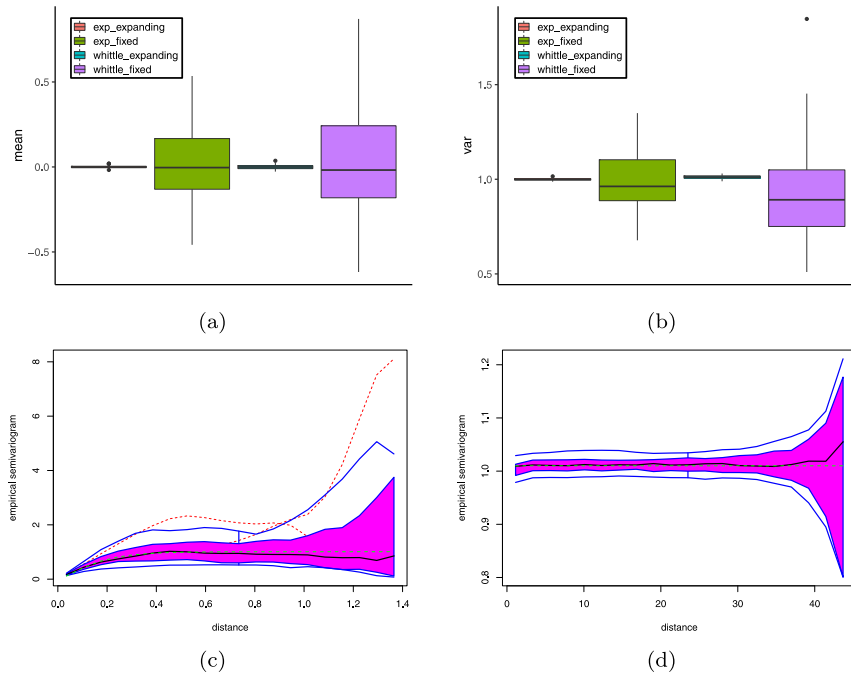 exp_expanding
exp_fixed
whittle_expanding
whittle_fixed
mean
0.5
0.0
−0.5
(a)
exp_expanding
exp_fixed
whittle_expanding
whittle_fixed
var
1.5
1.0
0.5
(b)
empirical semivariogram
8
6
4
2
0
0.0 0.2 0.4 0.6 0.8 1.0 1.2 1.4
distance
(c)
empirical semivariogram
1.2
1.1
1.0
0.9
0.8
0 10 20 30 40
distance
(d)